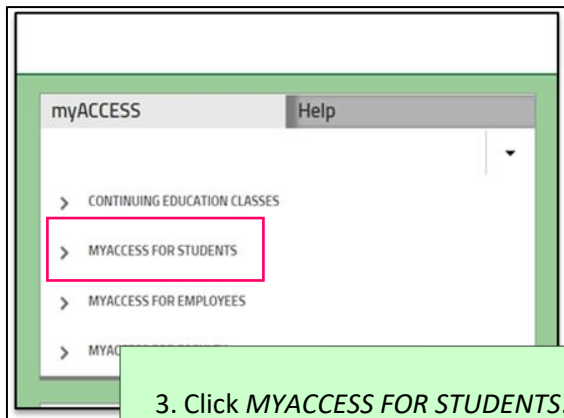 myACCESS Help
CONTINUING EDUCATION CLASSES
MYACCESS FOR STUDENTS
MYACCESS FOR EMPLOYEES
3. Click MYACCESS FOR STUDENTS.